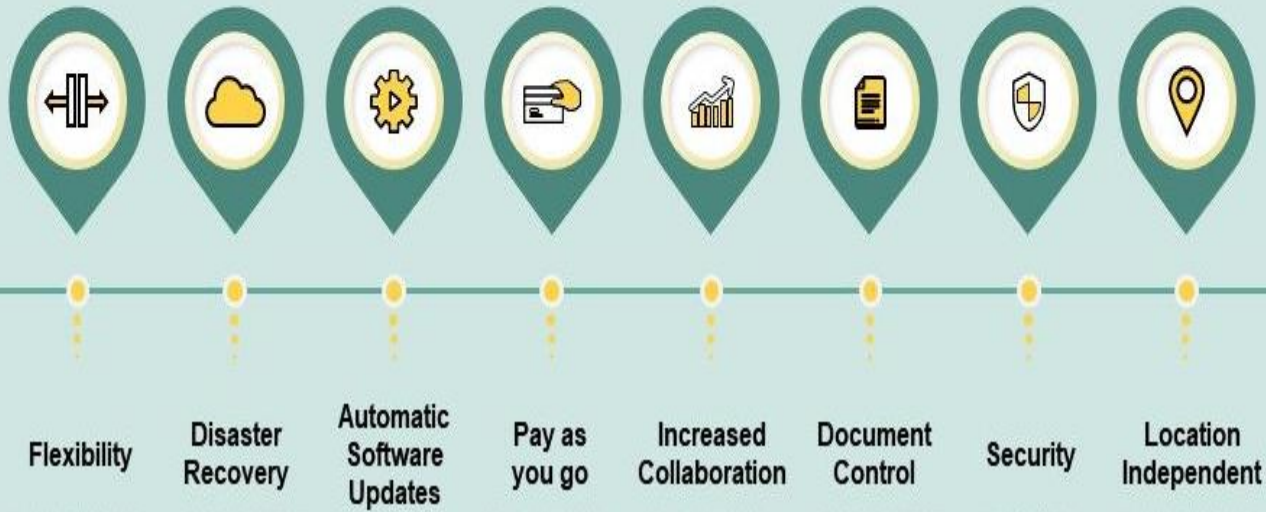 Flexibility
Disaster
Recovery
Automatic
Software
Updates
Pay as
you go
Increased
Collaboration
Document
Control
Security
Location
Independent